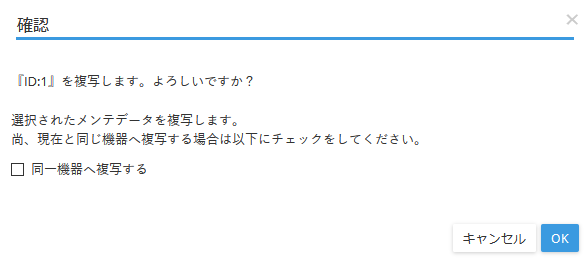 確認
『ID:1』を複写します。よろしいですか？
選択されたメンテデータを複写します。
尚、現在と同じ機器へ複写する場合は以下にチェックをしてください。
同一機器へ複写する
キャンセル OK